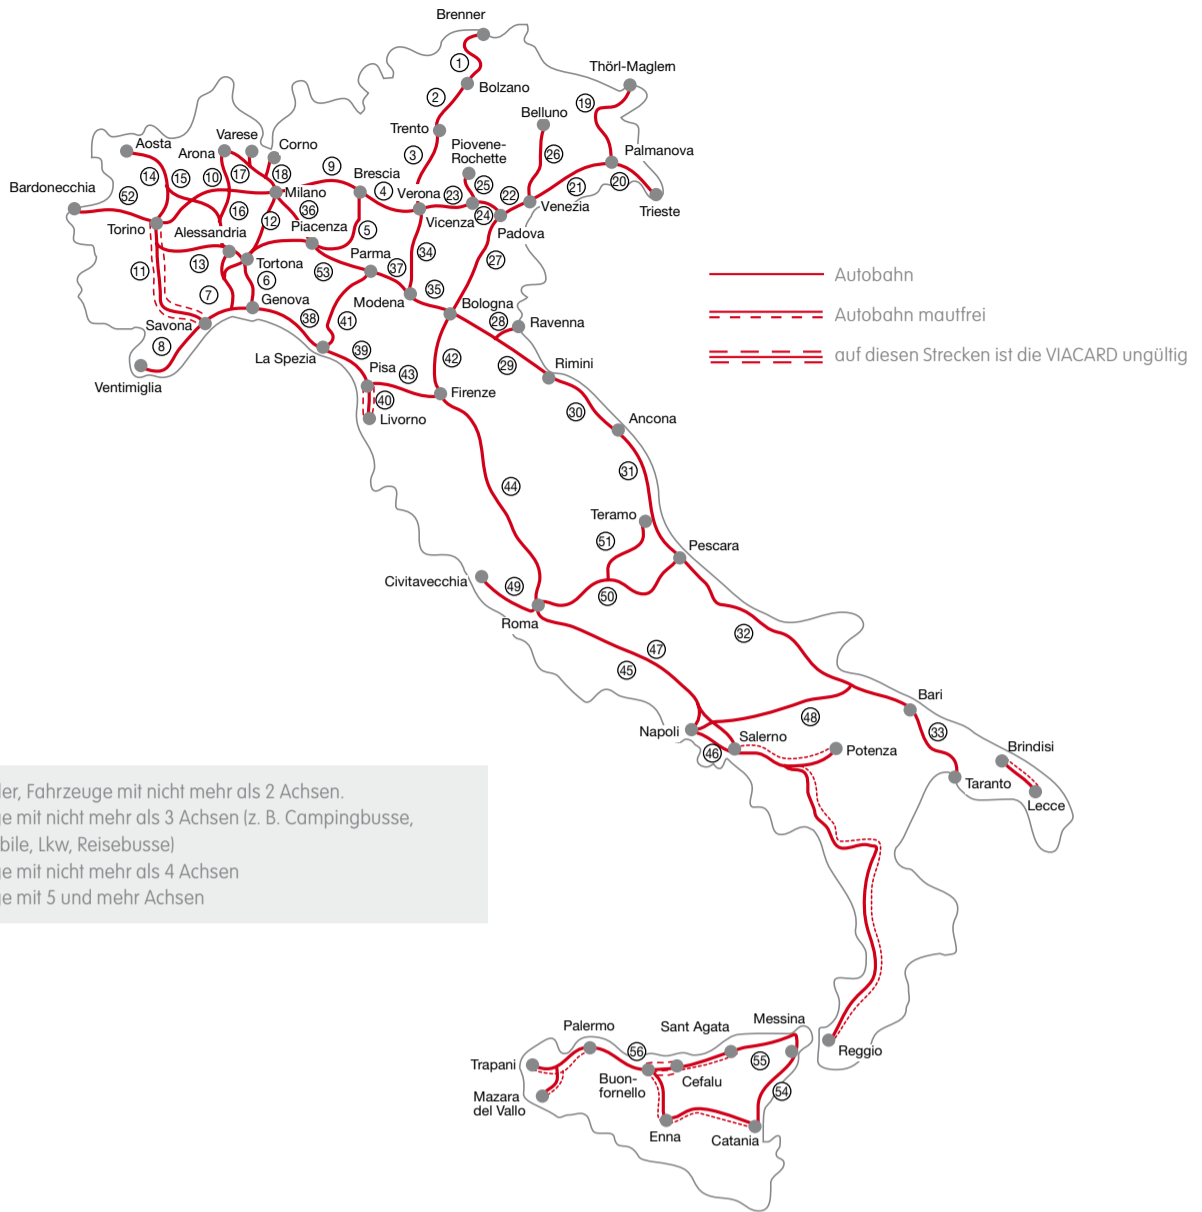 Brenner
1
Bolzano
Thörl-Maglern
2
19
Belluno
Trento
Piovene-
Rochette
26
Palmanova
Varese
Corno
Aosta
Arona
3
9
Brescia
25
14
15
10
17
18
4
Verona
23
22
21
20
Bardonecchia
52
Milano
36
Vicenza
24
Venezia
Trieste
16
12
Piacenza
5
Padova
Torino
Alessandria
34
27
13
Tortona
Parma
11
6
53
37
7
Genova
Modena
35
Bologna
Savona
38
41
28
Ravenna
8
La Spezia
39
42
29
Rimini
Ventimiglia
Pisa
43
Firenze
40
30
Livorno
Ancona
31
44
Teramo
51
Pescara
Civitavecchia
49
50
Roma
32
47
45
Bari
48
33
Napoli
46
Salerno
Potenza
Brindisi
Taranto
Lecce
Autobahn
Autobahn mautfrei
auf diesen Strecken ist die VIACARD ungültig
ler, Fahrzeuge mit nicht mehr als 2 Achsen.
ge mit nicht mehr als 3 Achsen (z. B. Campingbusse,
bile, Lkw, Reisebusse)
ge mit nicht mehr als 4 Achsen
ge mit 5 und mehr Achsen
Palermo
Sant Agata
Messina
Reggio
56
55
Trapani
Buon-
fornello
Cefalu
54
Mazara
del Vallo
Enna
Catania